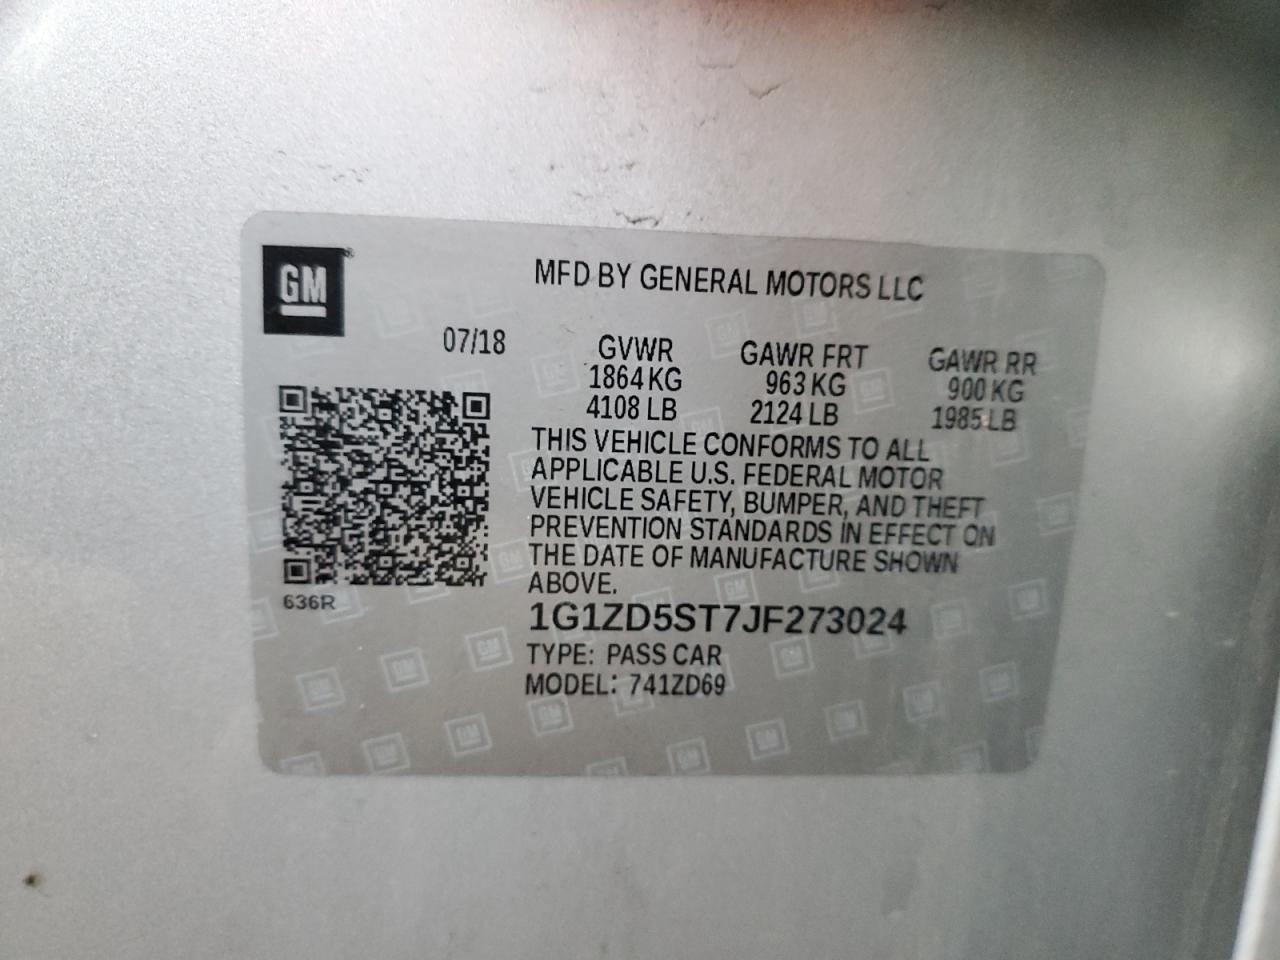 GM
MFD BY GENERAL MOTORS LLC
07/18
GVWR GAWR FRT GAWR RR
1864 KG 963 KG 900 KG
4108 LB 2124 LB 1985 LB
THIS VEHICLE CONFORMS TO ALL
APPLICABLE U.S. FEDERAL MOTOR
VEHICLE SAFETY, BUMPER, AND THEFT
PREVENTION STANDARDS IN EFFECT ON
THE DATE OF MANUFACTURE SHOWN
ABOVE.
636R
1G1ZD5ST7JF273024
TYPE: PASS CAR
MODEL: 741ZD69